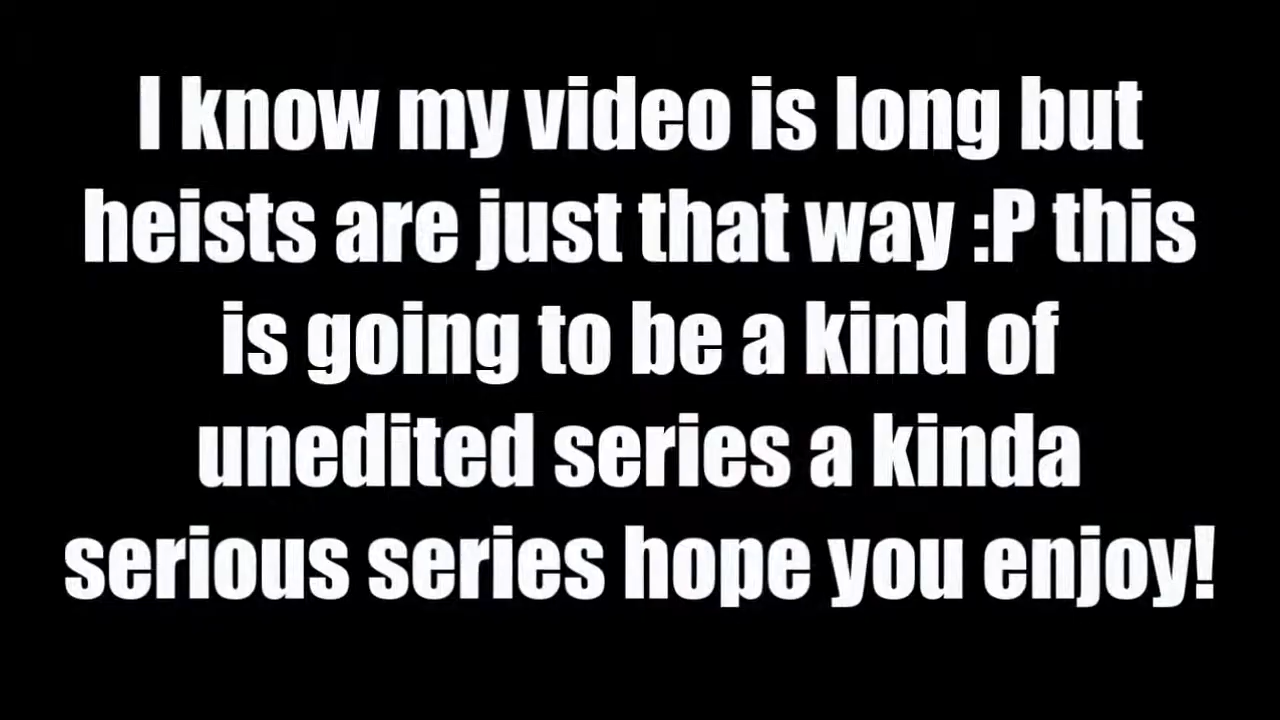 I know my video is long but
heists are just that way :P this
is going to be a kind of
unedited series a kinda
serious series hope you enjoy!